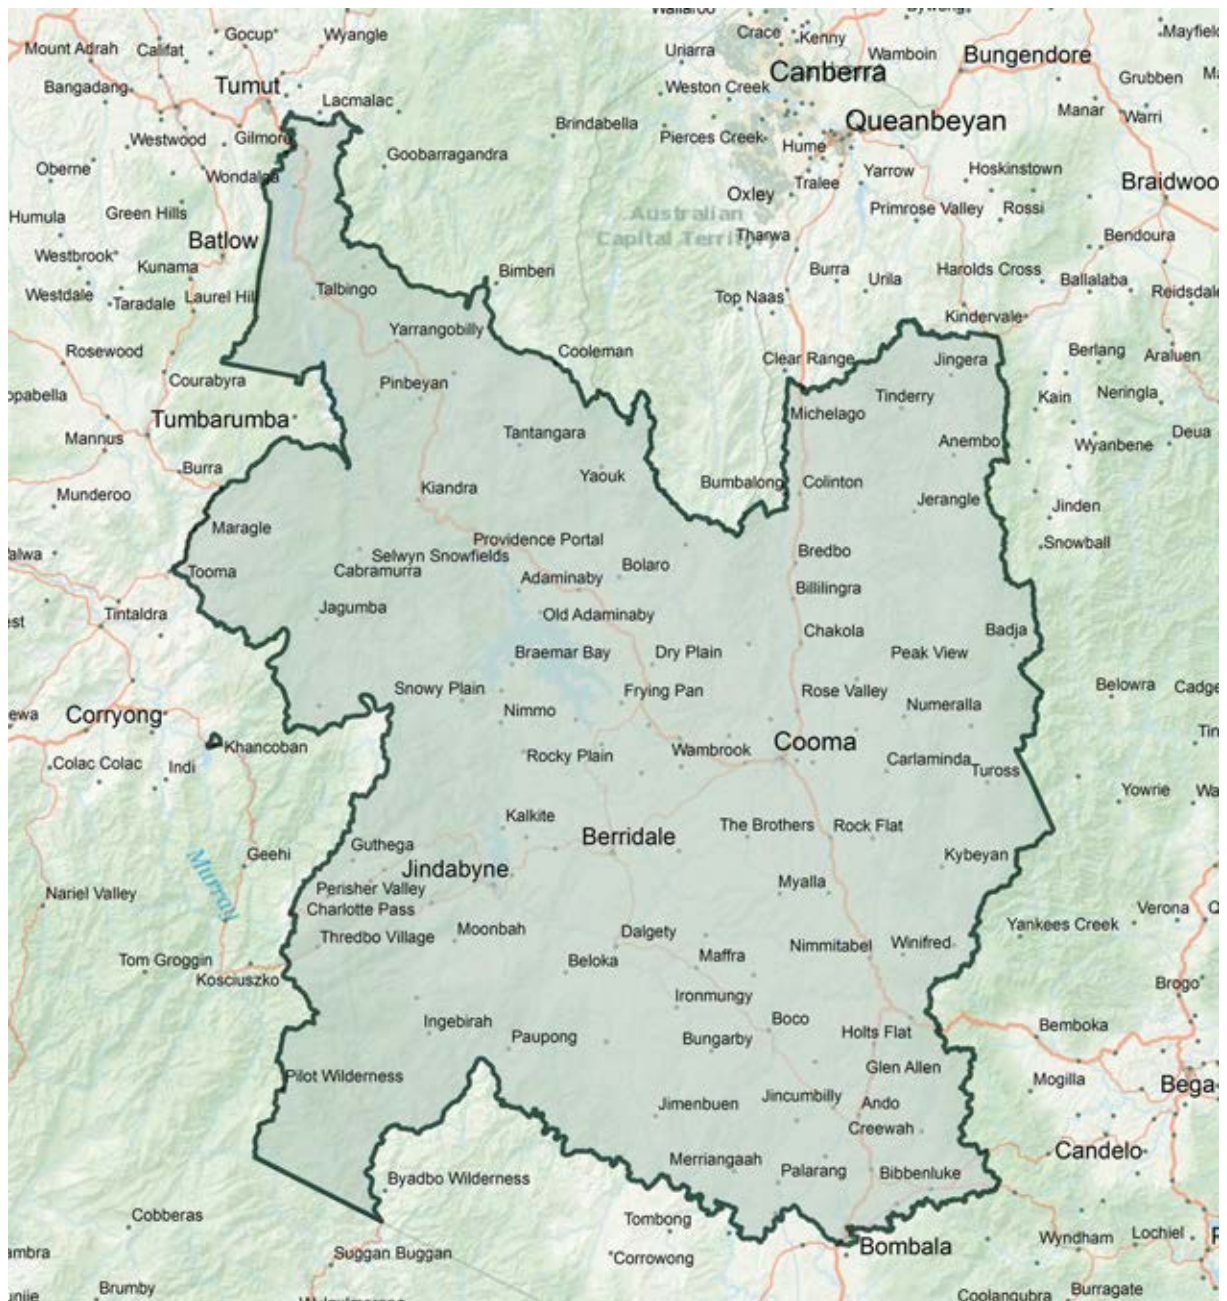 Crace
Kenny
Gocup
Wyangle
Mount Adrah
Califat
Uriarra
Wamboin
Bungendore
Canberra
Grubben
Tumut
Bangadang
Weston Creek
Lacmalac
Manar
Warri
Brindabella
Queanbeyan
Westwood
Gilmore
Pierces Creek
Hume
Goobarragandra
Oberne
Wondalga
Yarrow
Hoskinstown
Tralee
Braidwoo
Oxley
Green Hills
Humula
Primrose Valley
Rossi
Australian
Capital Territory
Batlow
Tharwa
Bendoura
Westbrook
Kunama
Bimberi
Burra
Urila
Harolds Cross
Ballalaba
Talbingo
Westdale
Taradale
Laurel Hill
Top Naas
Reidsdale
Kindervale
Yarrangobilly
Rosewood
Cooleman
Clear Range
Jingera
Berlang
Araluen
Courabyra
Pinbeyan
opabella
Tinderry
Kain
Neringla
Tumbarumba
Michelago
Mannus
Tantangara
Anembo
Wyanbene
Deua
Burra
Yaouk
Bumbalong
Colinton
Munderoo
Kiandra
Jerangle
Jinden
Maragle
Providence Portal
Snowball
Selwyn Snowfields
Bredbo
Tooma
Cabramurra
Bolaro
Adaminaby
Billilingra
Tintaldra
Jagumba
Old Adaminaby
Chakola
Badja
Braemar Bay
Dry Plain
Peak View
Snowy Plain
Frying Pan
Rose Valley
Belowra
Cadge
Corryong
Nimmo
Numeralla
Khancoban
Wambrook
Cooma
Rocky Plain
Colac Colac
Indi
Carlaminda
Tuross
Yowrie
Kalkite
The Brothers
Rock Flat
Berridale
Guthega
Geehi
Kybeyan
Jindabyne
Murray
Perisher Valley
Myalla
Nariel Valley
Charlotte Pass
Verona
Yankees Creek
Thredbo Village
Moonbah
Dalgety
Nimmitabel
Winifred
Tom Groggin
Maffra
Beloka
Kosciuszko
Brogo
Ironmungy
Ingebirah
Boco
Bemboka
Paupong
Bungarby
Holts Flat
Glen Allen
Pilot Wilderness
Mogilla
Bega
Jimenbuen
Jincumbilly
Ando
Creewah
Candelo
Merriangaah
Palarang
Bibbenluke
Byadbo Wilderness
Cobberas
Tombong
Wyndham
Lochiel
Suggan Buggan
Corrowong
Bombala
Brumby
Burragate
Coolangubra